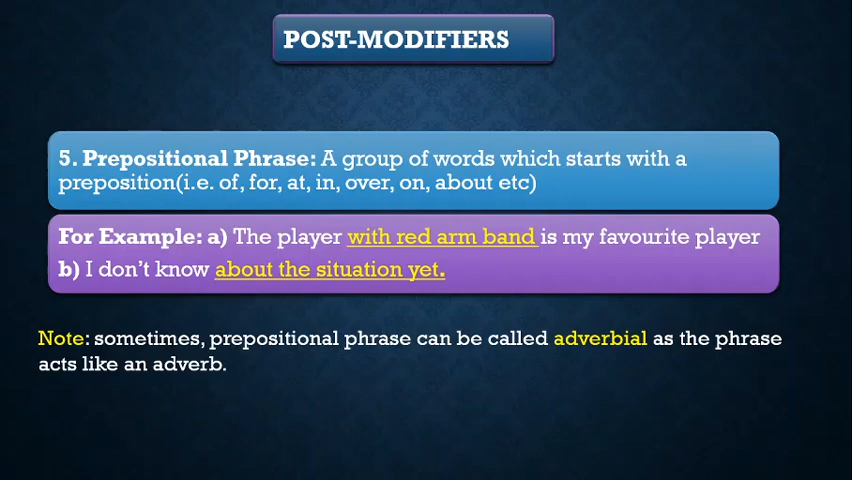 POST-MODIFIERS
5. Prepositional Phrase: A group of words which starts with a
preposition(i.e. of, for, at, in, over, on, about etc)
For Example: a) The player with red arm band is my favourite player
b) I don't know about the situation yet.
Note: sometimes, prepositional phrase can be called adverbial as the phrase
acts like an adverb.